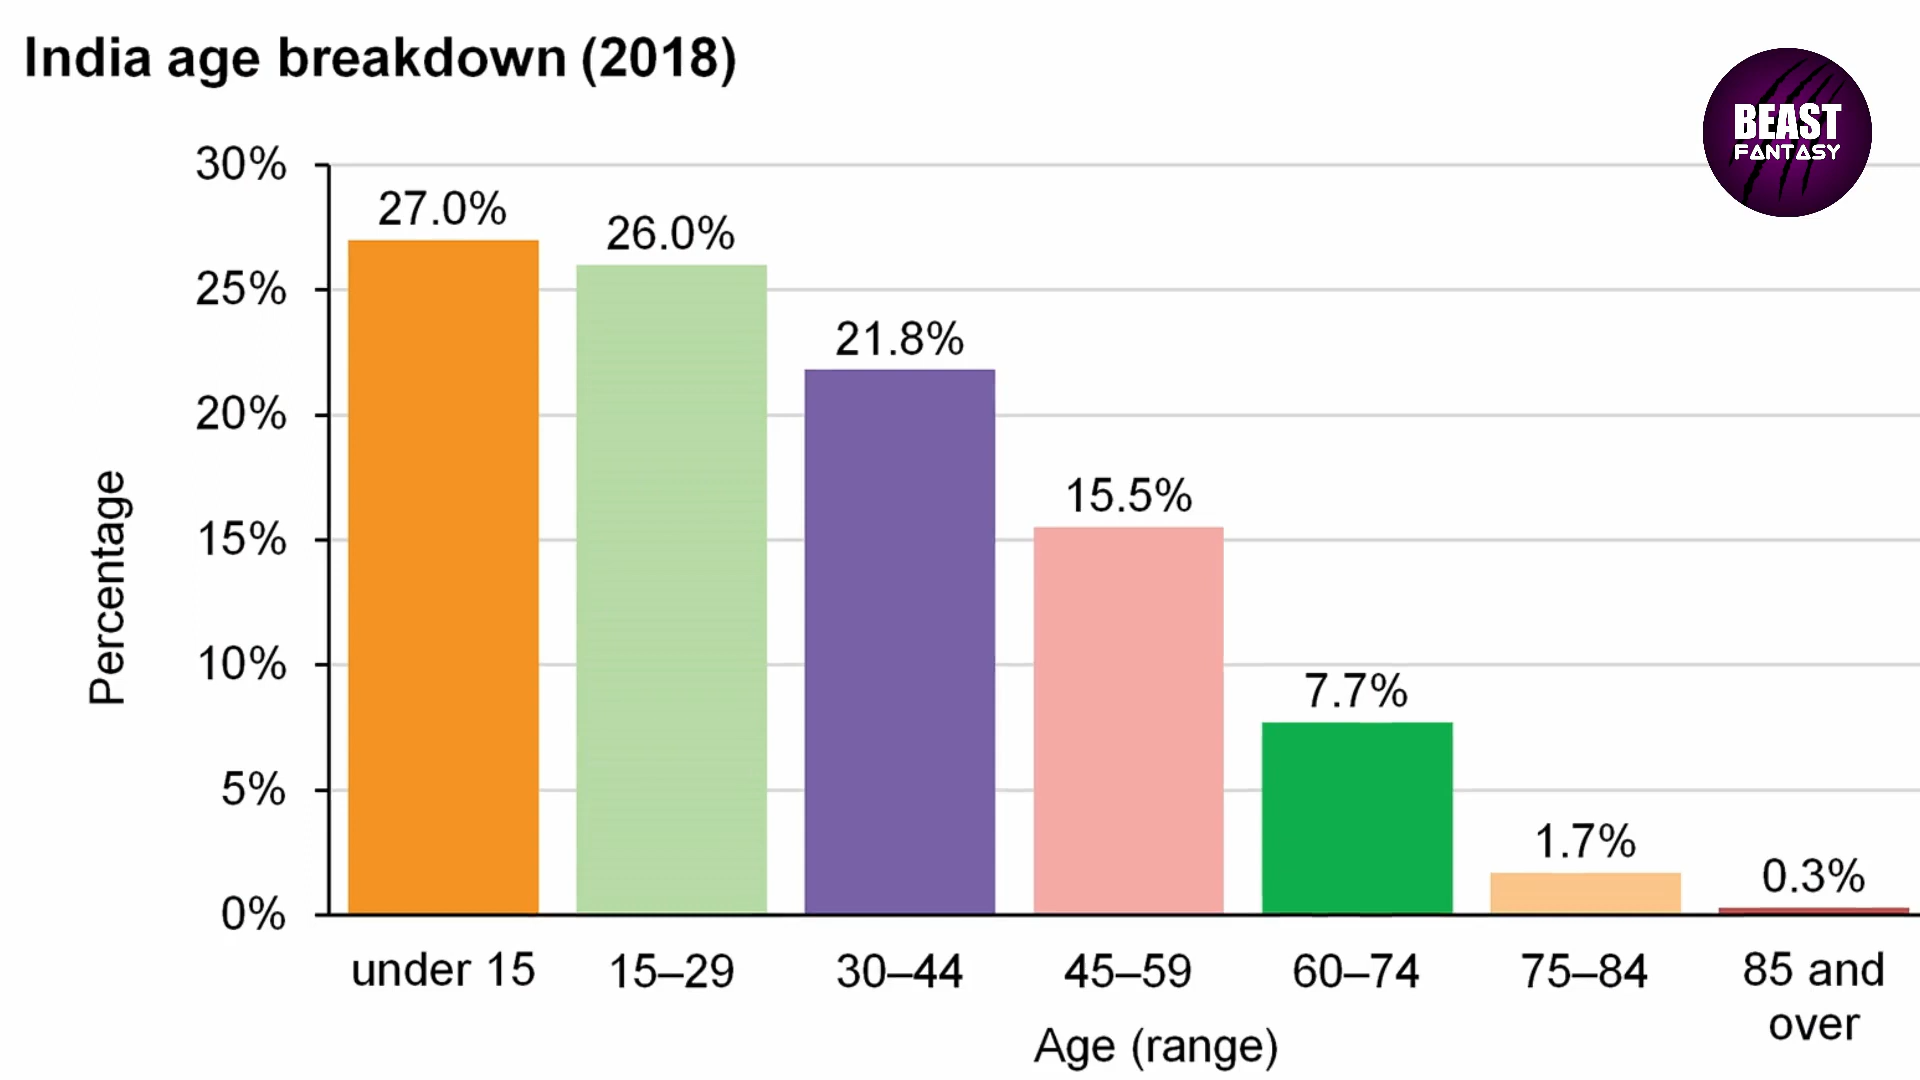 India age breakdown (2018)
BEAST
FANTASY
30%
25%
20%
15%
10%
5%
0%
Percentage
27.0%
26.0%
21.8%
15.5%
7.7%
1.7%
0.3%
under 15
15–29
30–44
45–59
60–74
75–84
85 and
over
Age (range)